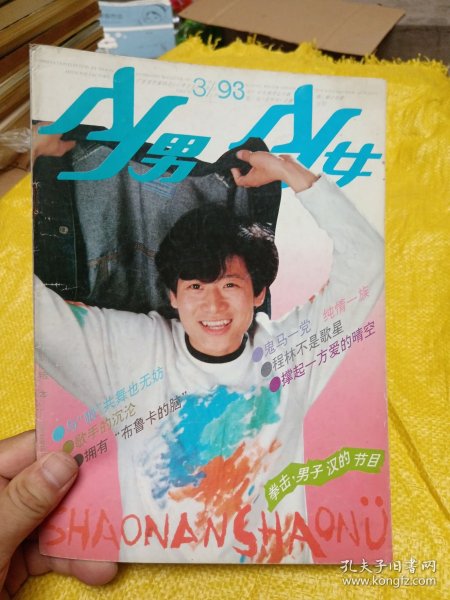 3/93
少男少女
鬼马一党 纯情一族
程林不是歌星
撑起一方爱的晴空
共舞也无妨
歌手的沉沦
拥有“布鲁卡的脑”
拳击·男子汉的节目
SHAONANSHAONÜ
孔夫子旧书网
www.kongfz.com